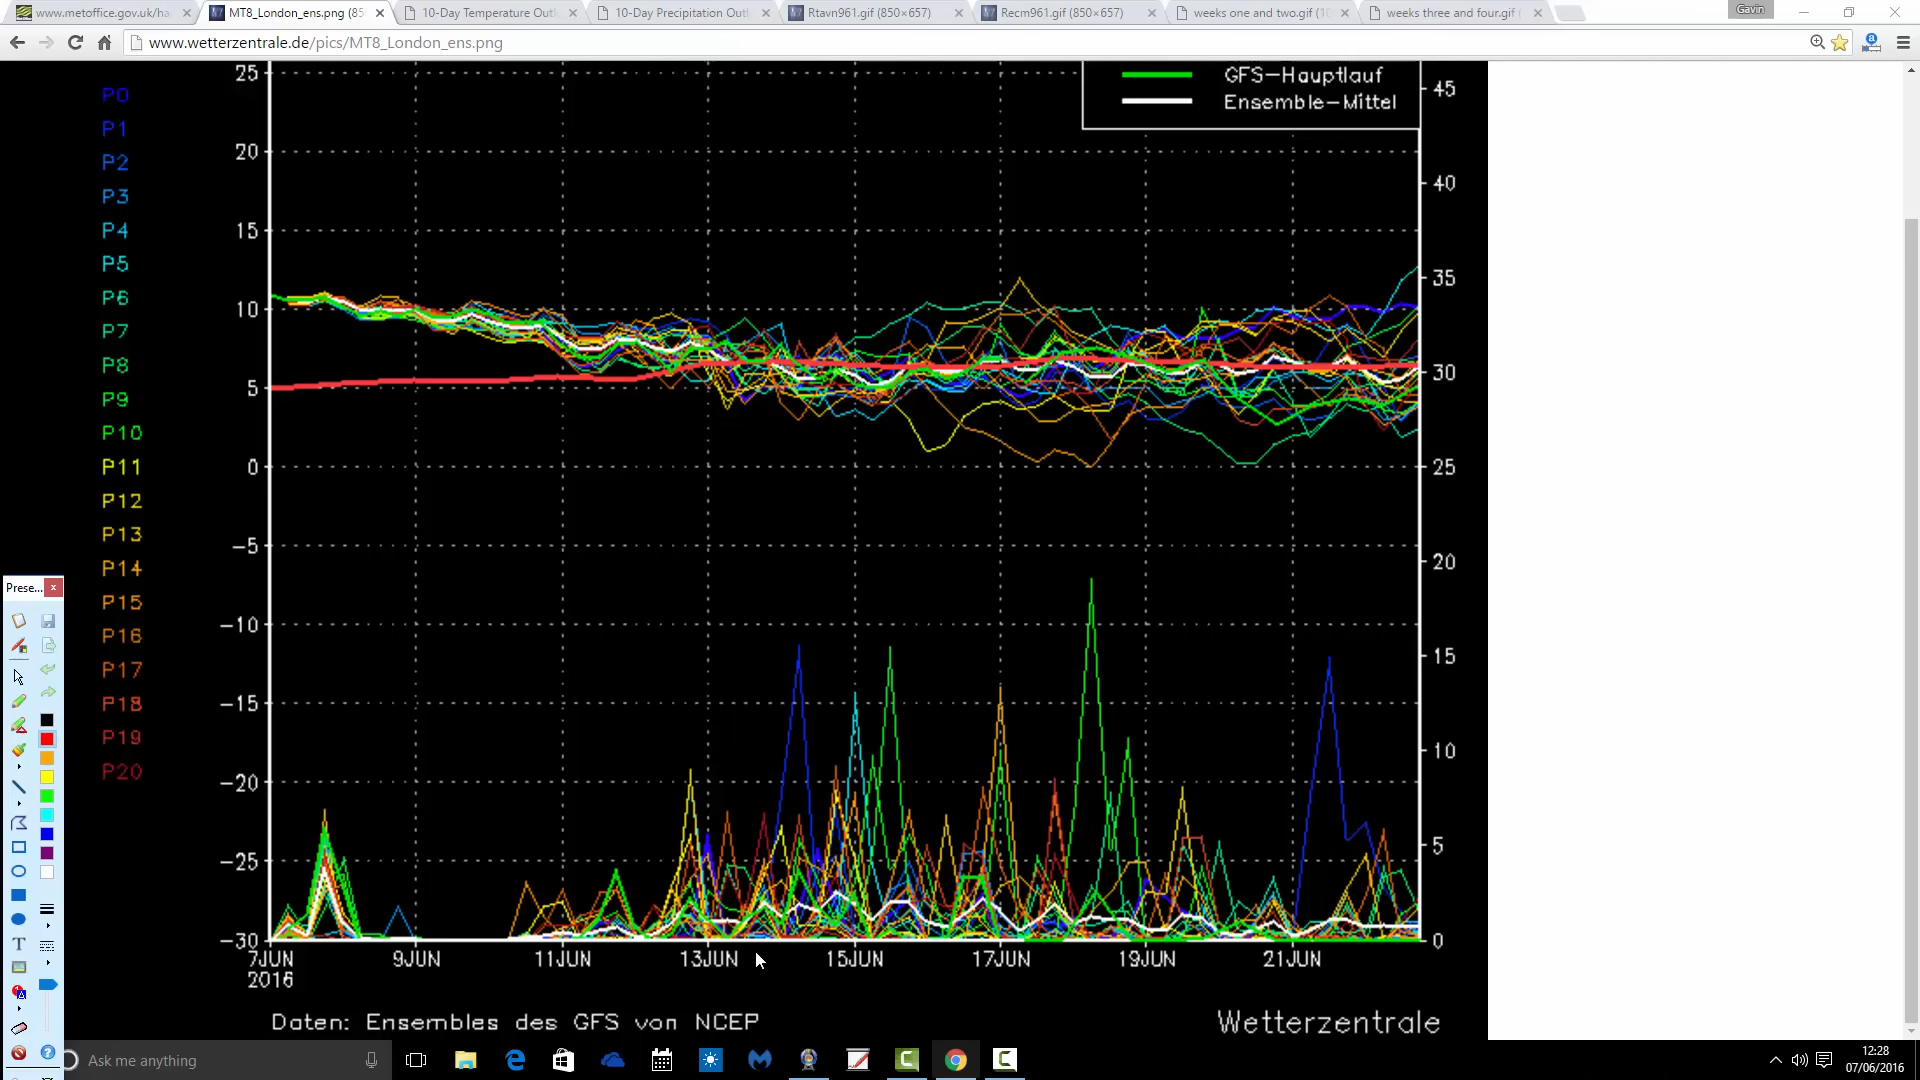 www.metoffice.gov.uk/ha
MT8_London_ens.png (85
10-Day Temperature Outl
10-Day Precipitation Outl
Rtavn961.gif (850×657)
Recm961.gif (850×657)
weeks one and two.gif (10
weeks three and four.gif
Gavin
www.wetterzentrale.de/pics/MT8_London_ens.png
GFS-Hauptlauf
Ensemble-Mittel
P0
P1
P2
P3
P4
P5
P6
P7
P8
P9
P10
P11
P12
P13
P14
P15
P16
P17
P18
P19
P20
25
20
15
10
5
0
-5
-10
-15
-20
-25
-30
45
40
35
30
25
20
15
10
5
0
7JUN
2016
9JUN
11JUN
13JUN
15JUN
17JUN
19JUN
21JUN
Daten: Ensembles des GFS von NCEP
Wetterzentrale
Prese...
Ask me anything
12:28
07/06/2016